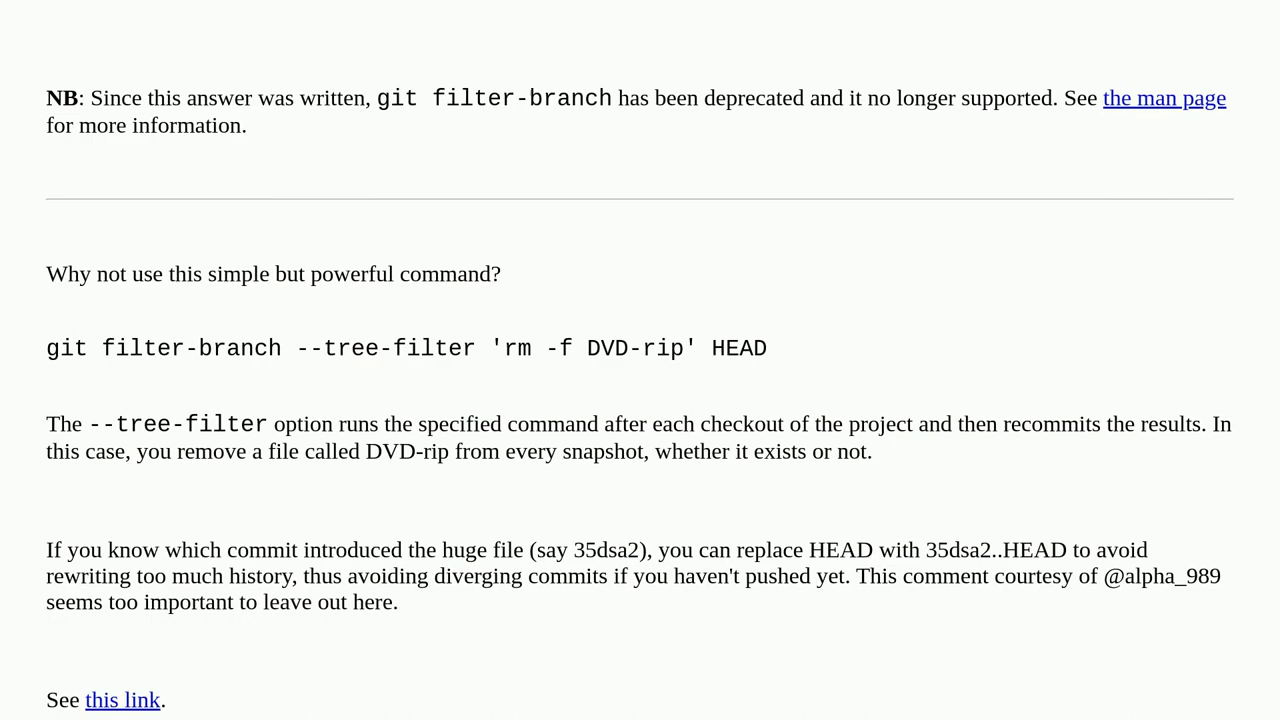 NB: Since this answer was written, git filter-branch has been deprecated and it no longer supported. See the man page
for more information.
Why not use this simple but powerful command?
git filter-branch --tree-filter 'rm -f DVD-rip' HEAD
The --tree-filter option runs the specified command after each checkout of the project and then recommits the results. In
this case, you remove a file called DVD-rip from every snapshot, whether it exists or not.
If you know which commit introduced the huge file (say 35dsa2), you can replace HEAD with 35dsa2..HEAD to avoid
rewriting too much history, thus avoiding diverging commits if you haven't pushed yet. This comment courtesy of @alpha_989
seems too important to leave out here.
See this link.